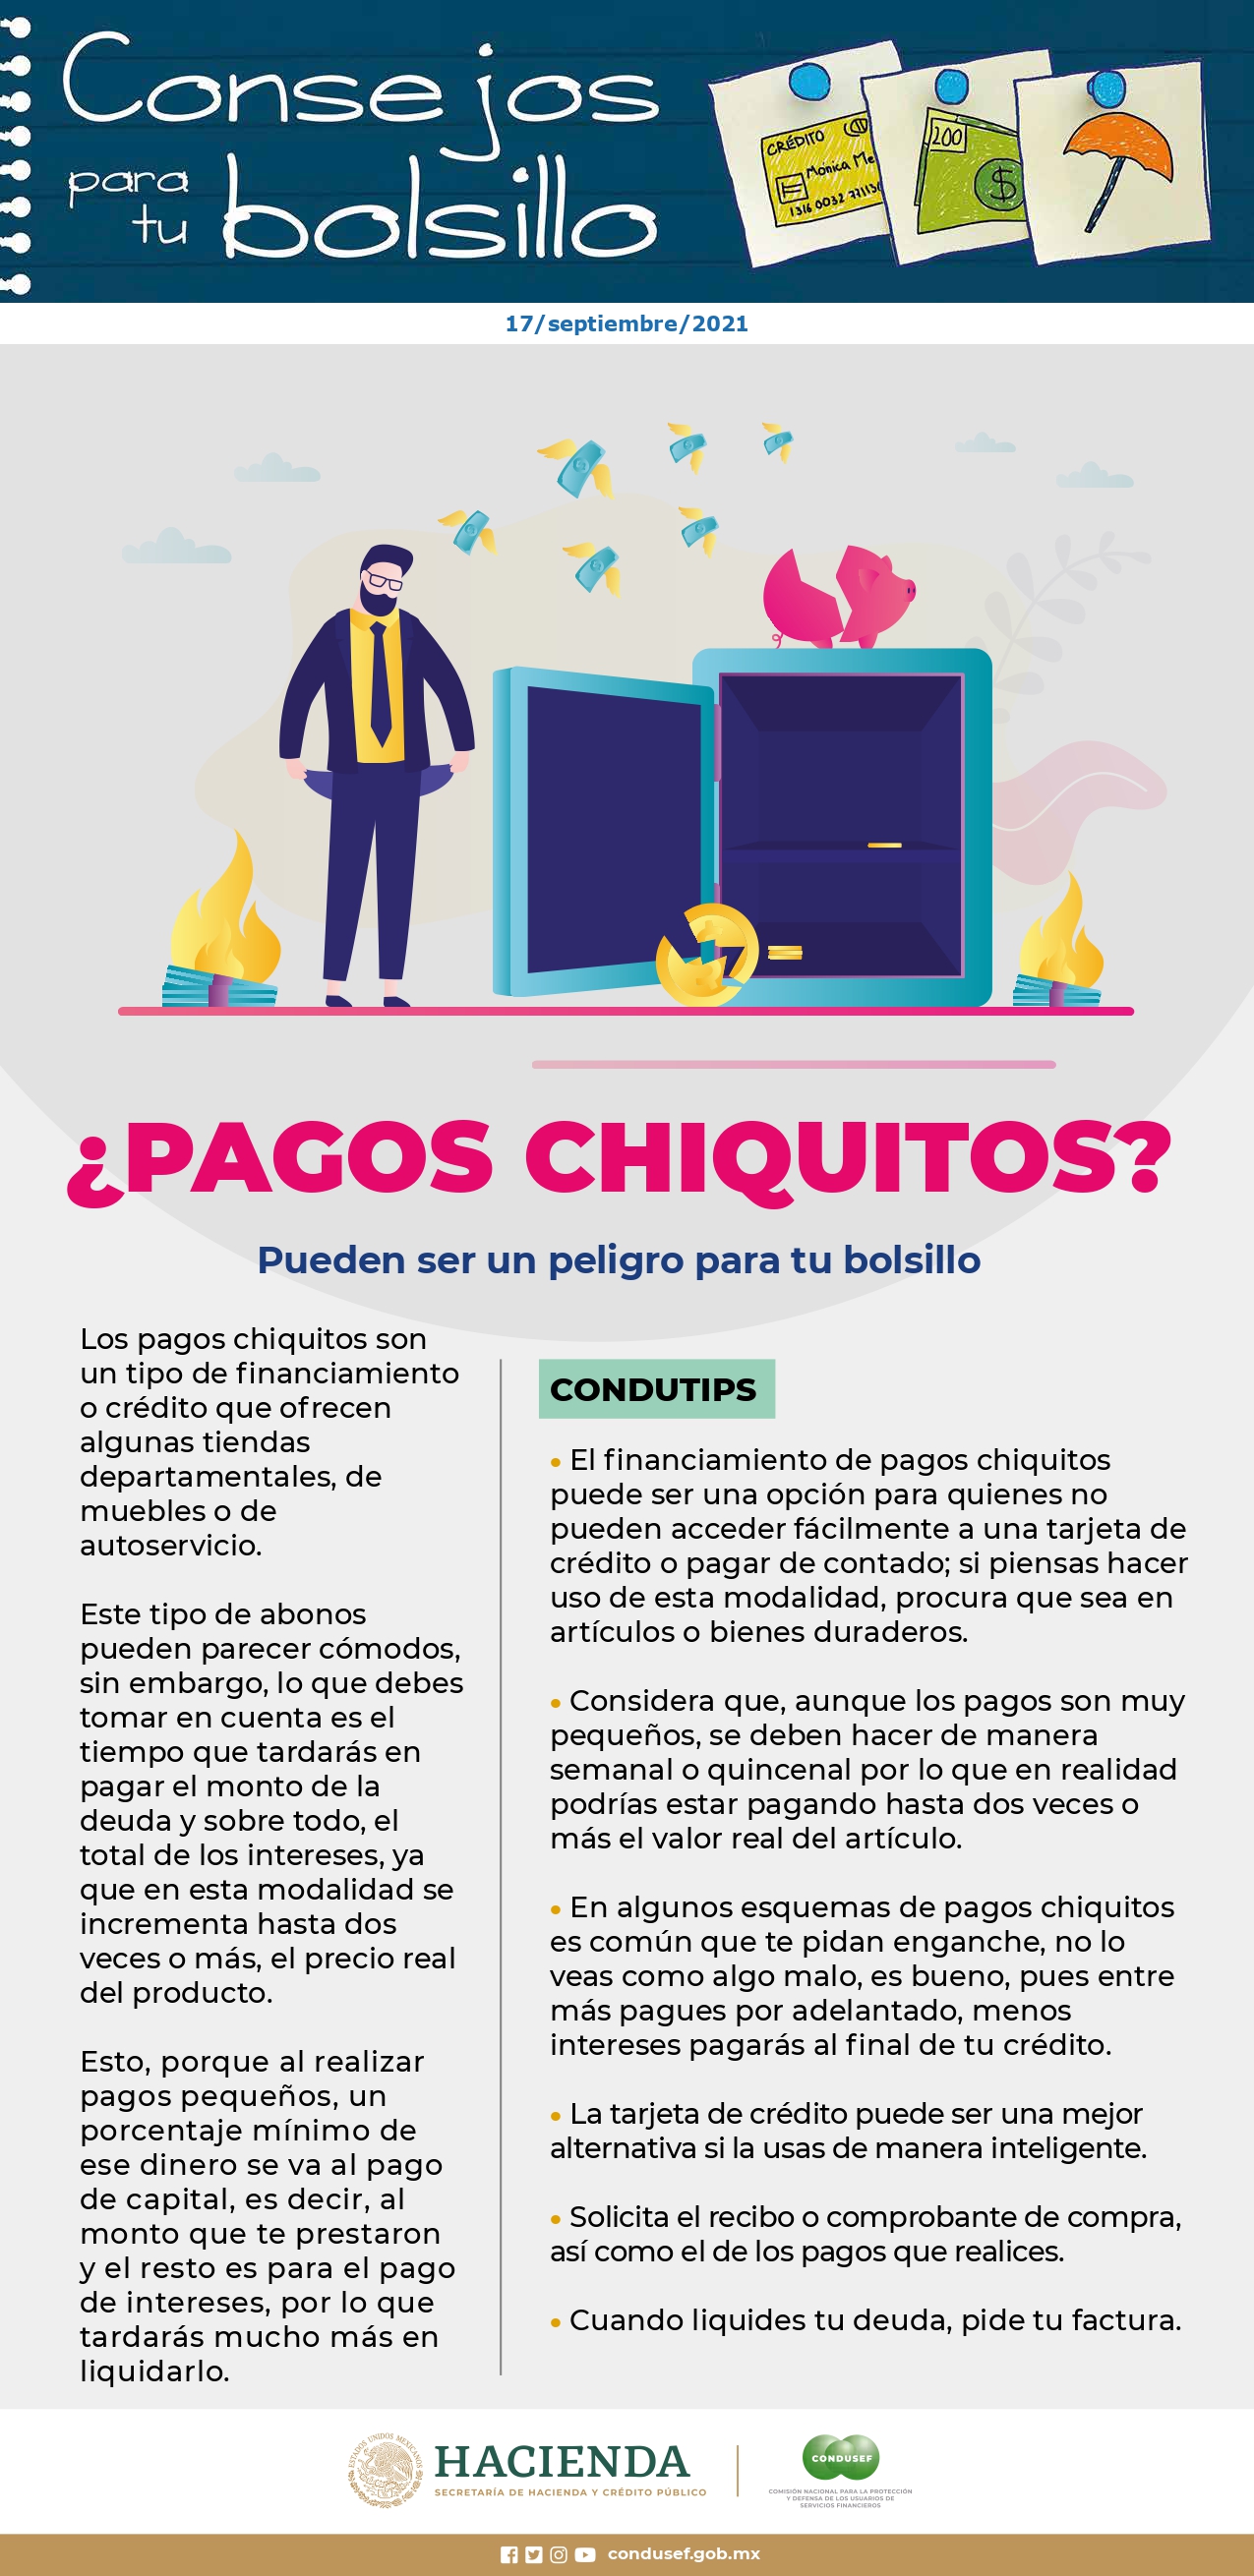 Consejos
para
tu bolsillo
CRÉDITO
Mónica Me
1316 0032
200
$
17/septiembre/2021
¿PAGOS CHIQUITOS?
Pueden ser un peligro para tu bolsillo
Los pagos chiquitos son
un tipo de financiamiento
o crédito que ofrecen
algunas tiendas
departamentales, de
muebles o de
autoservicio.
Este tipo de abonos
pueden parecer cómodos,
sin embargo, lo que debes
tomar en cuenta es el
tiempo que tardarás en
pagar el monto de la
deuda y sobre todo, el
total de los intereses, ya
que en esta modalidad se
incrementa hasta dos
veces o más, el precio real
del producto.
Esto, porque al realizar
pagos pequeños, un
porcentaje mínimo de
ese dinero se va al pago
de capital, es decir, al
monto que te prestaron
y el resto es para el pago
de intereses, por lo que
tardarás mucho más en
liquidarlo.
CONDUTIPS
• El financiamiento de pagos chiquitos
puede ser una opción para quienes no
pueden acceder fácilmente a una tarjeta de
crédito o pagar de contado; si piensas hacer
uso de esta modalidad, procura que sea en
artículos o bienes duraderos.
• Considera que, aunque los pagos son muy
pequeños, se deben hacer de manera
semanal o quincenal por lo que en realidad
podrías estar pagando hasta dos veces o
más el valor real del artículo.
• En algunos esquemas de pagos chiquitos
es común que te pidan enganche, no lo
veas como algo malo, es bueno, pues entre
más pagues por adelantado, menos
intereses pagarás al final de tu crédito.
• La tarjeta de crédito puede ser una mejor
alternativa si la usas de manera inteligente.
• Solicita el recibo o comprobante de compra,
así como el de los pagos que realices.
• Cuando liquides tu deuda, pide tu factura.
ESTADOS UNIDOS MEXICANOS
HACIENDA
SECRETARÍA DE HACIENDA Y CRÉDITO PÚBLICO
CONDUSEF
COMISIÓN NACIONAL PARA LA PROTECCIÓN
Y DEFENSA DE LOS USUARIOS DE
SERVICIOS FINANCIEROS
condusef.gob.mx